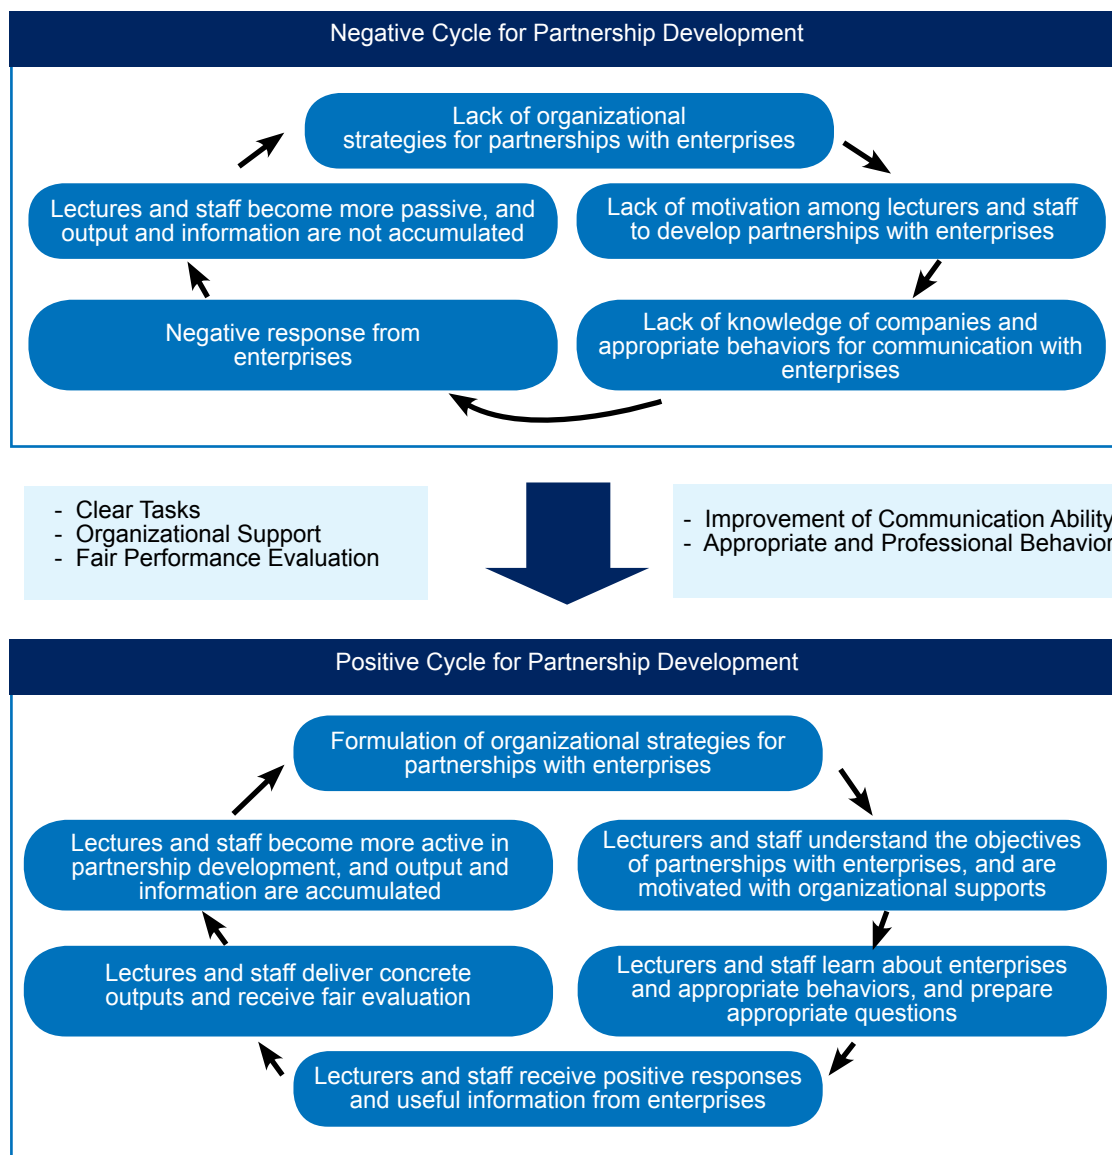 Negative Cycle for Partnership Development
Lack of organizational
strategies for partnerships with enterprises
Lectures and staff become more passive, and
output and information are not accumulated
Lack of motivation among lecturers and staff
to develop partnerships with enterprises
Negative response from
enterprises
Lack of knowledge of companies and
appropriate behaviors for communication with
enterprises
- Clear Tasks
- Organizational Support
- Fair Performance Evaluation
- Improvement of Communication Ability
- Appropriate and Professional Behavior
Positive Cycle for Partnership Development
Formulation of organizational strategies for
partnerships with enterprises
Lectures and staff become more active in
partnership development, and output and
information are accumulated
Lecturers and staff understand the objectives
of partnerships with enterprises, and are
motivated with organizational supports
Lectures and staff deliver concrete
outputs and receive fair evaluation
Lecturers and staff learn about enterprises
and appropriate behaviors, and prepare
appropriate questions
Lecturers and staff receive positive responses
and useful information from enterprises